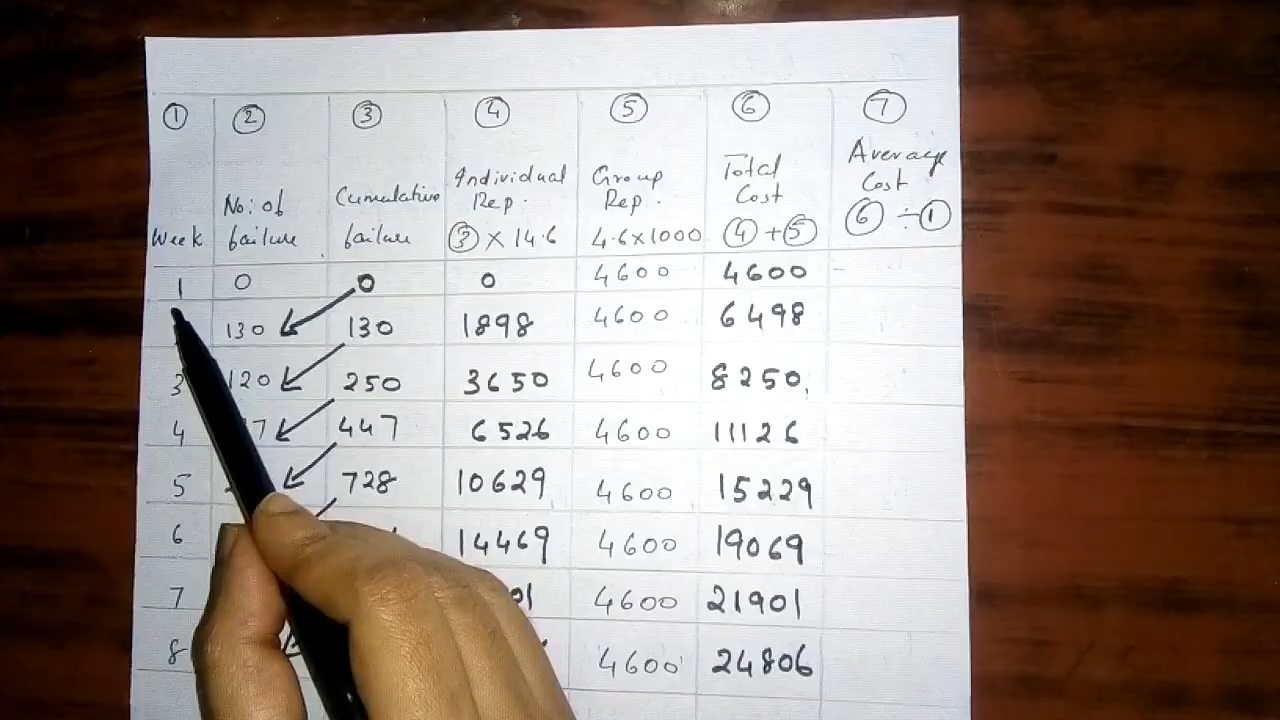 ① ② ③ ④ ⑤ ⑥ ⑦
Week No: of failure Cumulative failure Individual Rep. ③ × 14.6 Group Rep. 4.6×1000 Total Cost ④ + ⑤ Average Cost ⑥ ÷ ①
1 0 0 0 4600 4600
130 130 1898 4600 6498
3 120 250 3650 4600 8250
4 447 6526 4600 11126
5 728 10629 4600 15229
6 14469 4600 19069
7 4600 21901
8 4600 24806